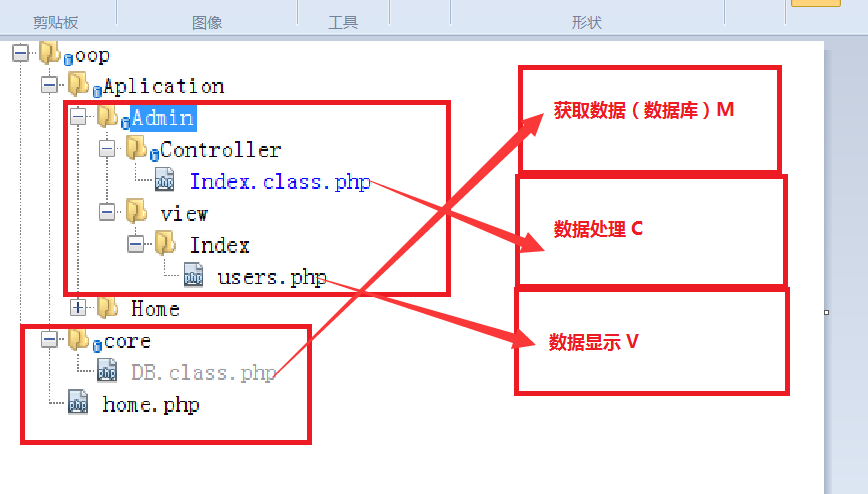 剪贴板 图像 工具 形状
oop
Aplication
Admin
Controller
Index.class.php
view
Index
users.php
Home
core
DB.class.php
home.php
获取数据（数据库）M
数据处理 C
数据显示 V